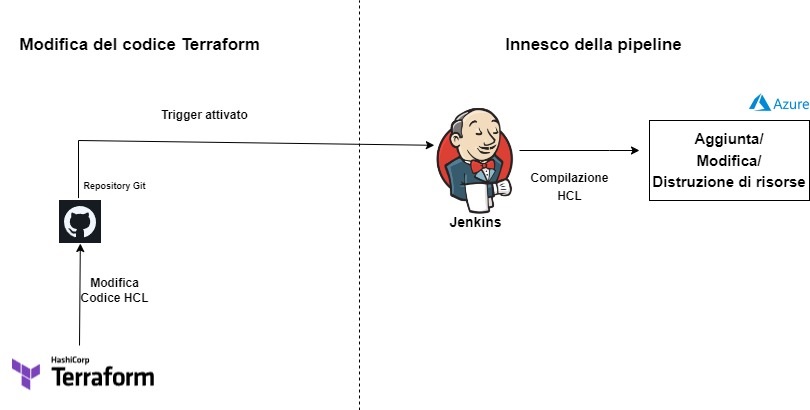 Modifica del codice Terraform
Innesco della pipeline
Trigger attivato
Azure
Aggiunta/
Modifica/
Distruzione di risorse
Compilazione
HCL
Repository Git
Jenkins
Modifica
Codice HCL
HashiCorp
Terraform